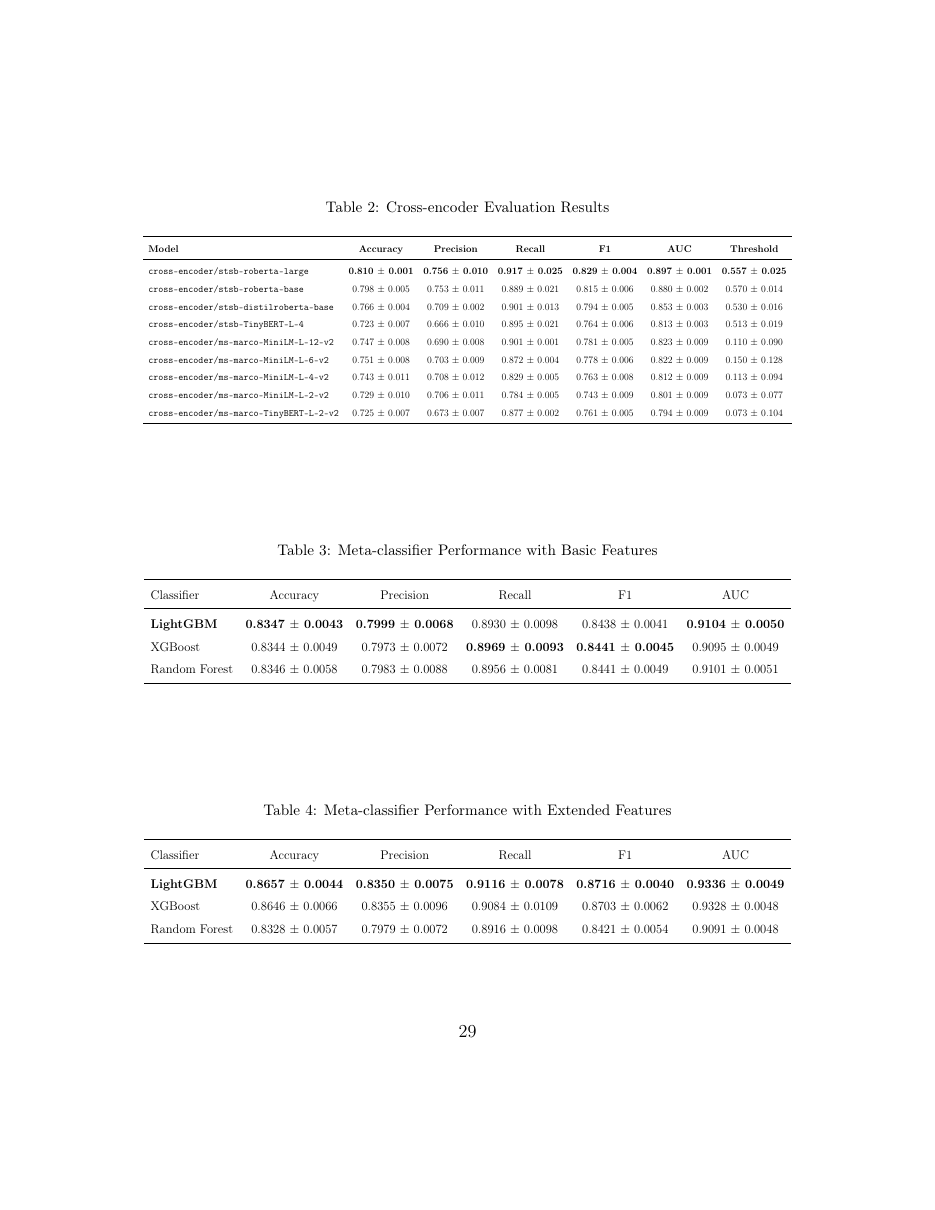 Table 2: Cross-encoder Evaluation Results
Model Accuracy Precision Recall F1 AUC Threshold
cross-encoder/stsb-roberta-large 0.810 ± 0.001 0.756 ± 0.010 0.917 ± 0.025 0.829 ± 0.004 0.897 ± 0.001 0.557 ± 0.025
cross-encoder/stsb-roberta-base 0.798 ± 0.005 0.753 ± 0.011 0.889 ± 0.021 0.815 ± 0.006 0.880 ± 0.002 0.570 ± 0.014
cross-encoder/stsb-distilroberta-base 0.766 ± 0.004 0.709 ± 0.002 0.901 ± 0.013 0.794 ± 0.005 0.853 ± 0.003 0.530 ± 0.016
cross-encoder/stsb-TinyBERT-L-4 0.723 ± 0.007 0.666 ± 0.010 0.895 ± 0.021 0.764 ± 0.006 0.813 ± 0.003 0.513 ± 0.019
cross-encoder/ms-marco-MiniLM-L-12-v2 0.747 ± 0.008 0.690 ± 0.008 0.901 ± 0.001 0.781 ± 0.005 0.823 ± 0.009 0.110 ± 0.090
cross-encoder/ms-marco-MiniLM-L-6-v2 0.751 ± 0.008 0.703 ± 0.009 0.872 ± 0.004 0.778 ± 0.006 0.822 ± 0.009 0.150 ± 0.128
cross-encoder/ms-marco-MiniLM-L-4-v2 0.743 ± 0.011 0.708 ± 0.012 0.829 ± 0.005 0.763 ± 0.008 0.812 ± 0.009 0.113 ± 0.094
cross-encoder/ms-marco-MiniLM-L-2-v2 0.729 ± 0.010 0.706 ± 0.011 0.784 ± 0.005 0.743 ± 0.009 0.801 ± 0.009 0.073 ± 0.077
cross-encoder/ms-marco-TinyBERT-L-2-v2 0.725 ± 0.007 0.673 ± 0.007 0.877 ± 0.002 0.761 ± 0.005 0.794 ± 0.009 0.073 ± 0.104
Table 3: Meta-classifier Performance with Basic Features
Classifier Accuracy Precision Recall F1 AUC
LightGBM 0.8347 ± 0.0043 0.7999 ± 0.0068 0.8930 ± 0.0098 0.8438 ± 0.0041 0.9104 ± 0.0050
XGBoost 0.8344 ± 0.0049 0.7973 ± 0.0072 0.8969 ± 0.0093 0.8441 ± 0.0045 0.9095 ± 0.0049
Random Forest 0.8346 ± 0.0058 0.7983 ± 0.0088 0.8956 ± 0.0081 0.8441 ± 0.0049 0.9101 ± 0.0051
Table 4: Meta-classifier Performance with Extended Features
Classifier Accuracy Precision Recall F1 AUC
LightGBM 0.8657 ± 0.0044 0.8350 ± 0.0075 0.9116 ± 0.0078 0.8716 ± 0.0040 0.9336 ± 0.0049
XGBoost 0.8646 ± 0.0066 0.8355 ± 0.0096 0.9084 ± 0.0109 0.8703 ± 0.0062 0.9328 ± 0.0048
Random Forest 0.8328 ± 0.0057 0.7979 ± 0.0072 0.8916 ± 0.0098 0.8421 ± 0.0054 0.9091 ± 0.0048
29